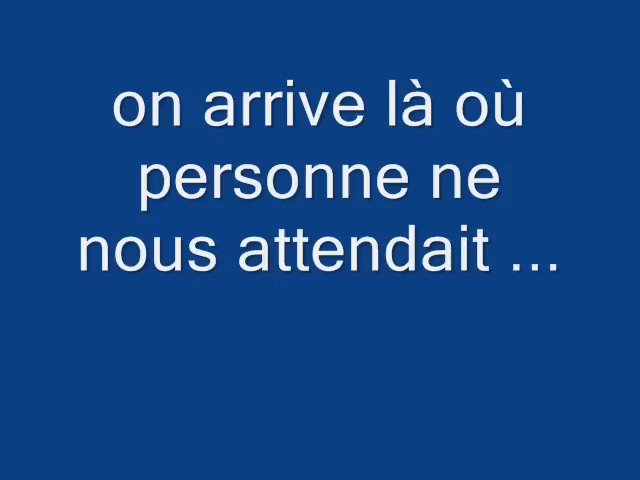 on arrive là où
personne ne
nous attendait ...